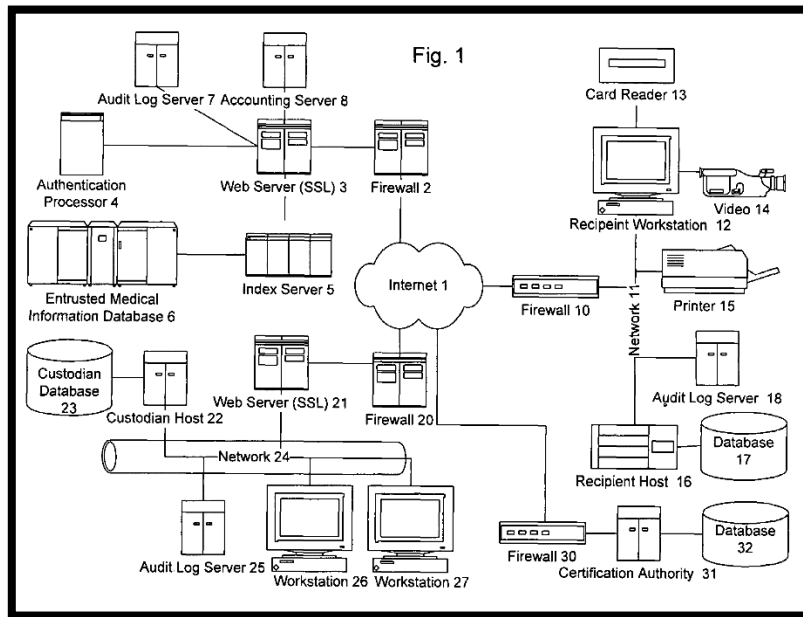 Fig. 1
Audit Log Server 7
Accounting Server 8
Card Reader 13
Authentication
Processor 4
Web Server (SSL) 3
Firewall 2
Recipeint Workstation
12
Video 14
Entrusted Medical
Information Database 6
Index Server 5
Internet 1
Firewall 10
Network 11
Printer 15
Custodian
Database
23
Custodian Host 22
Web Server (SSL) 21
Firewall 20
Audit Log Server
18
Network 24
Recipient Host 16
Database
17
Audit Log Server 25
Workstation 26
Workstation 27
Firewall 30
Certification Authority 31
Database
32